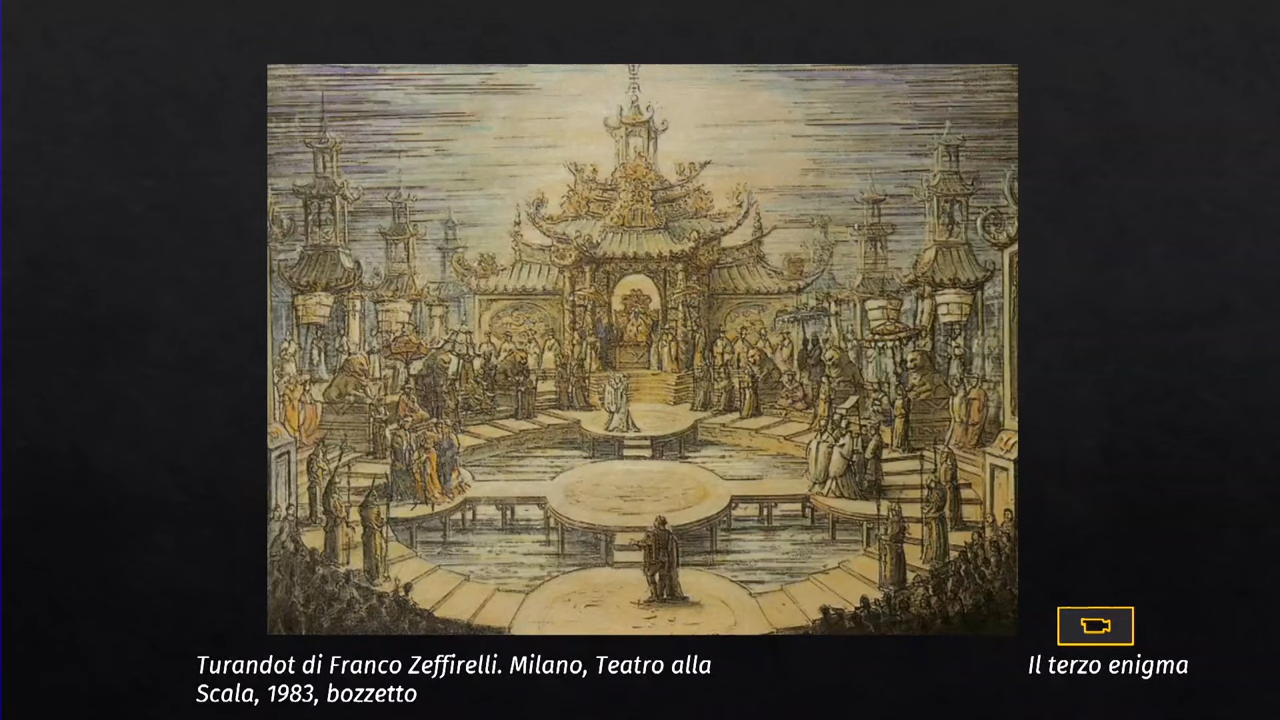 Turandot di Franco Zeffirelli. Milano, Teatro alla
Scala, 1983, bozzetto
Il terzo enigma